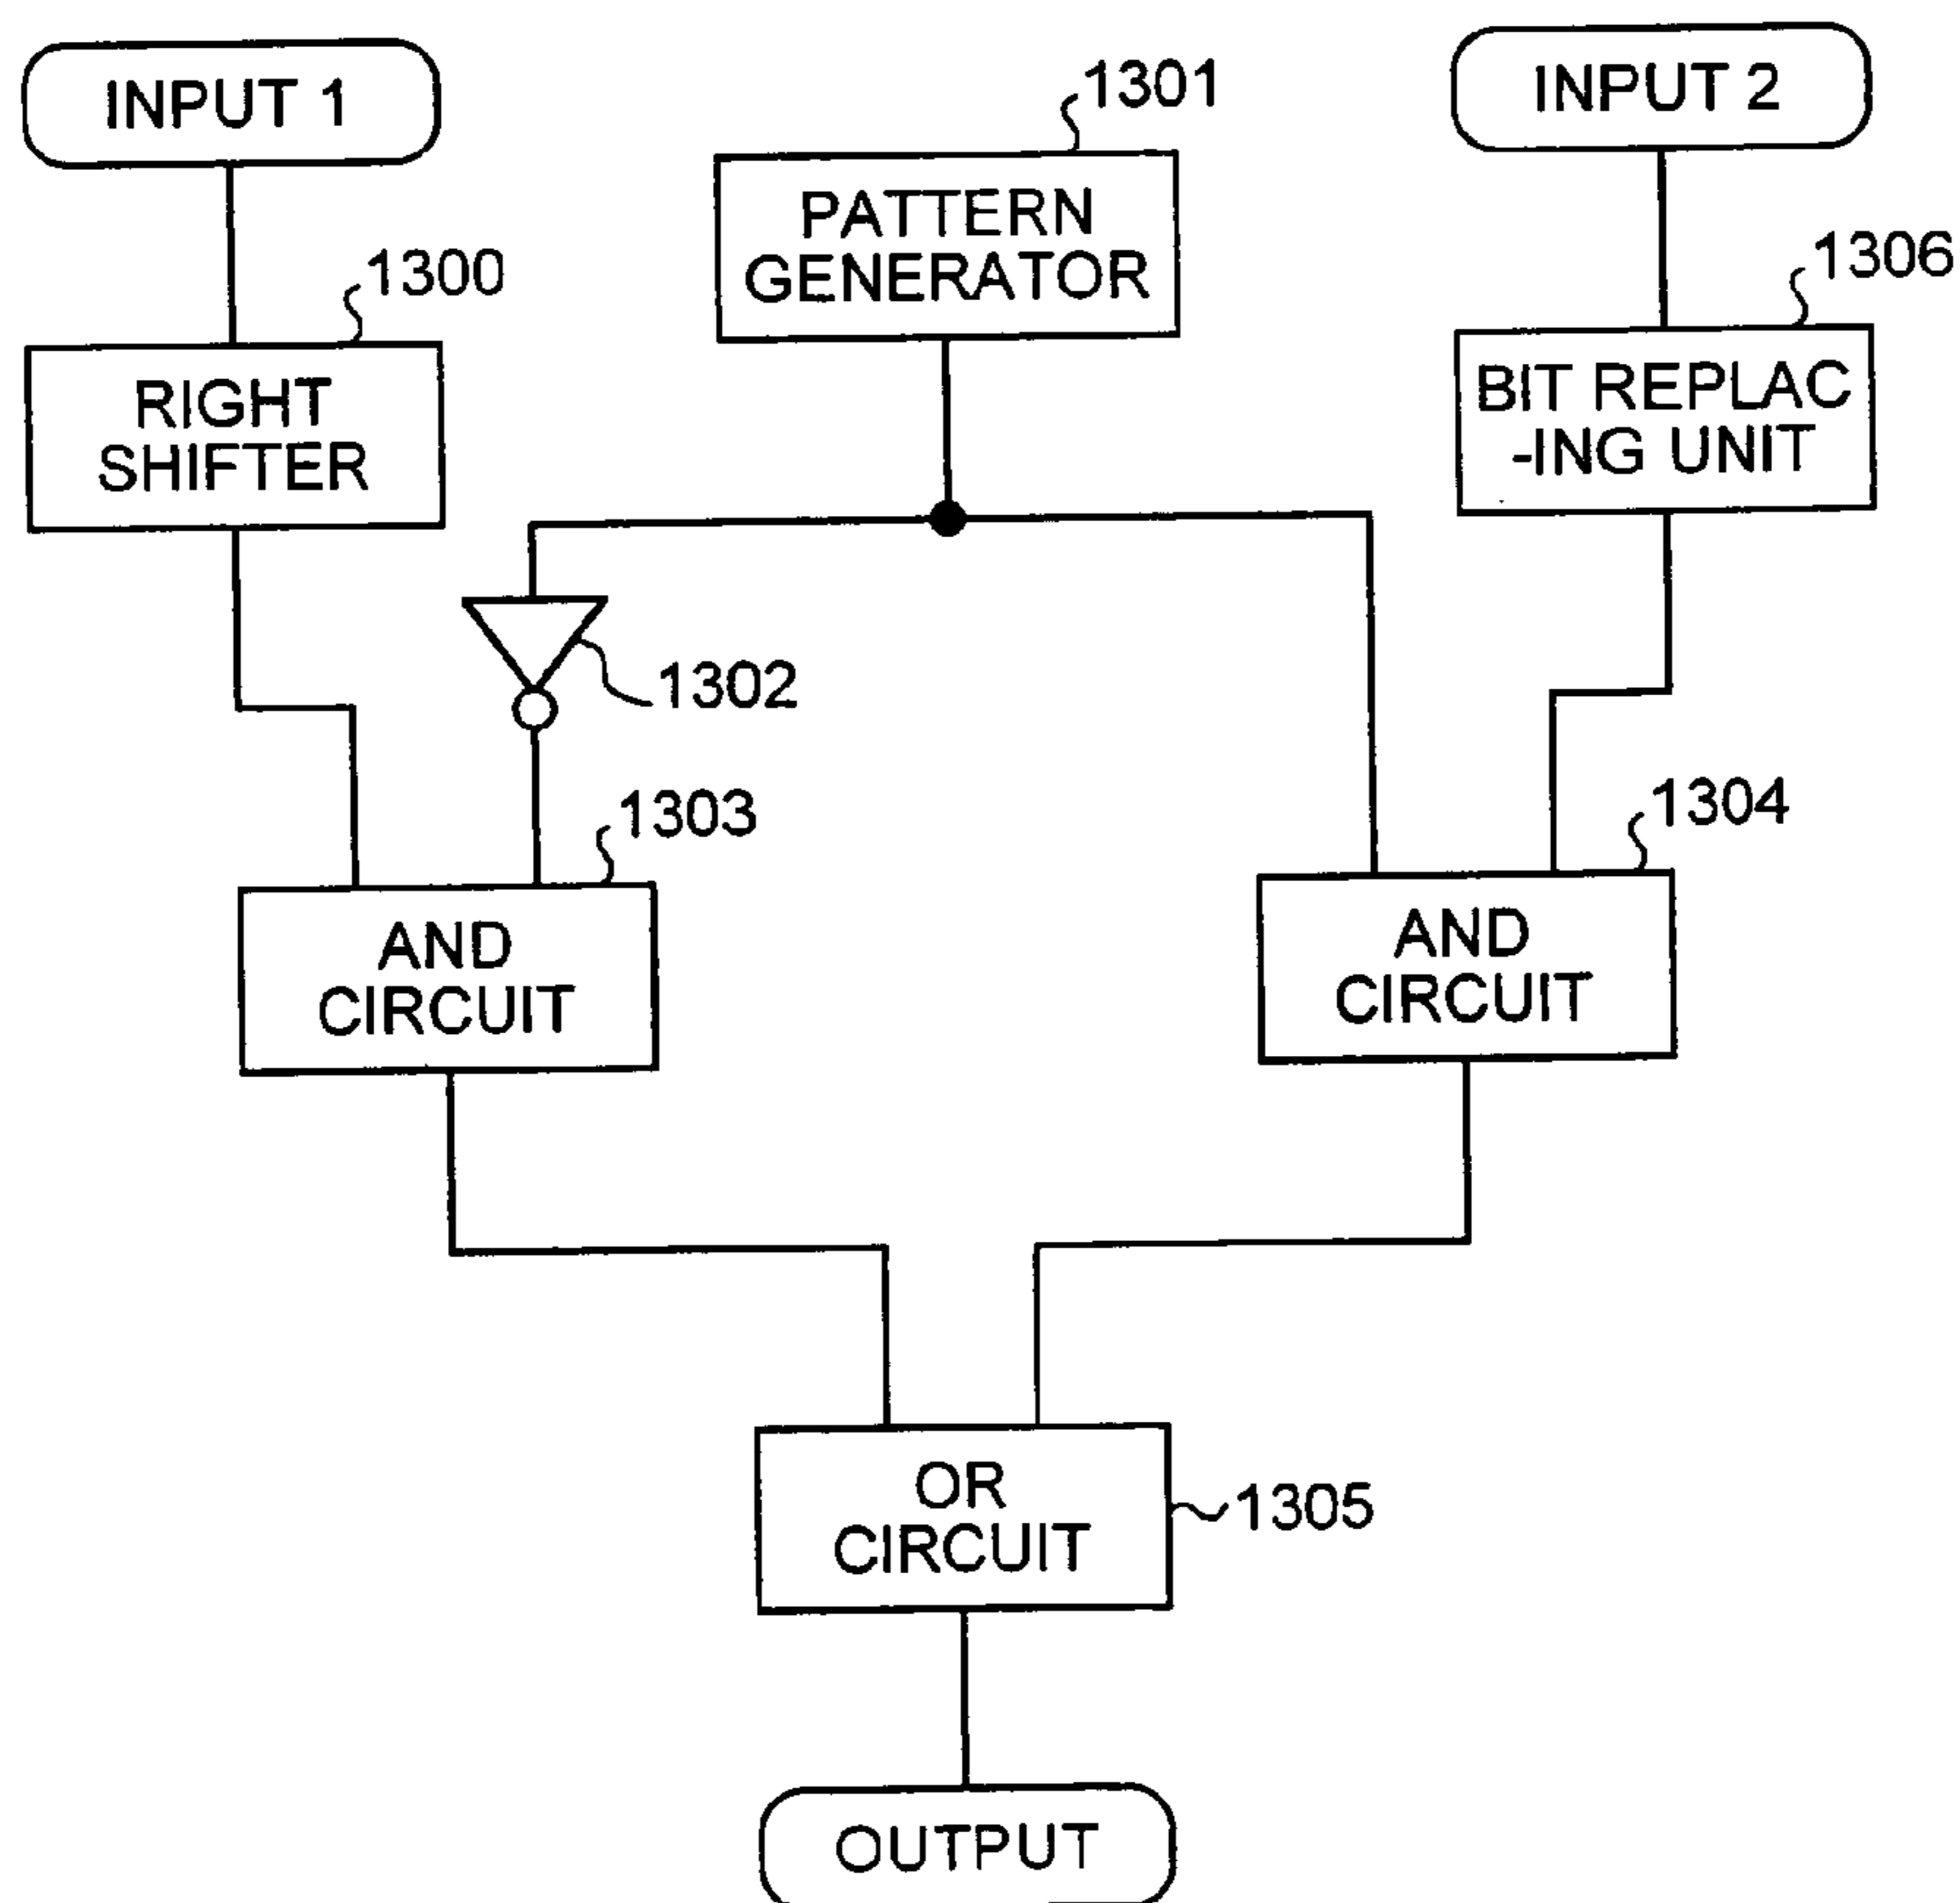 INPUT 1
INPUT 2
1301
PATTERN
GENERATOR
1300
1306
RIGHT
SHIFTER
BIT REPLAC
-ING UNIT
1302
1303
1304
AND
CIRCUIT
AND
CIRCUIT
OR
CIRCUIT
1305
OUTPUT